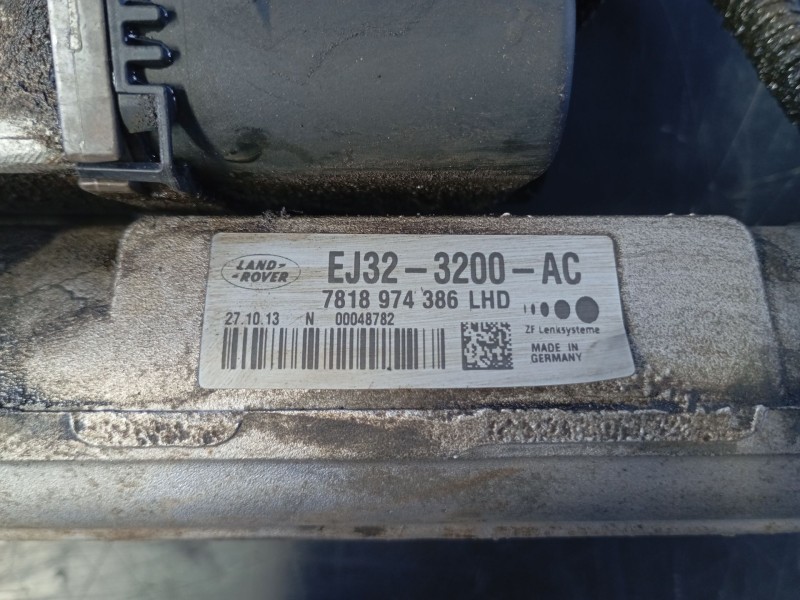 LAND-
-ROVER
EJ32-3200-AC
7818 974 386 LHD
27.10.13 N 00048782
ZF Lenksysteme
MADE IN
GERMANY